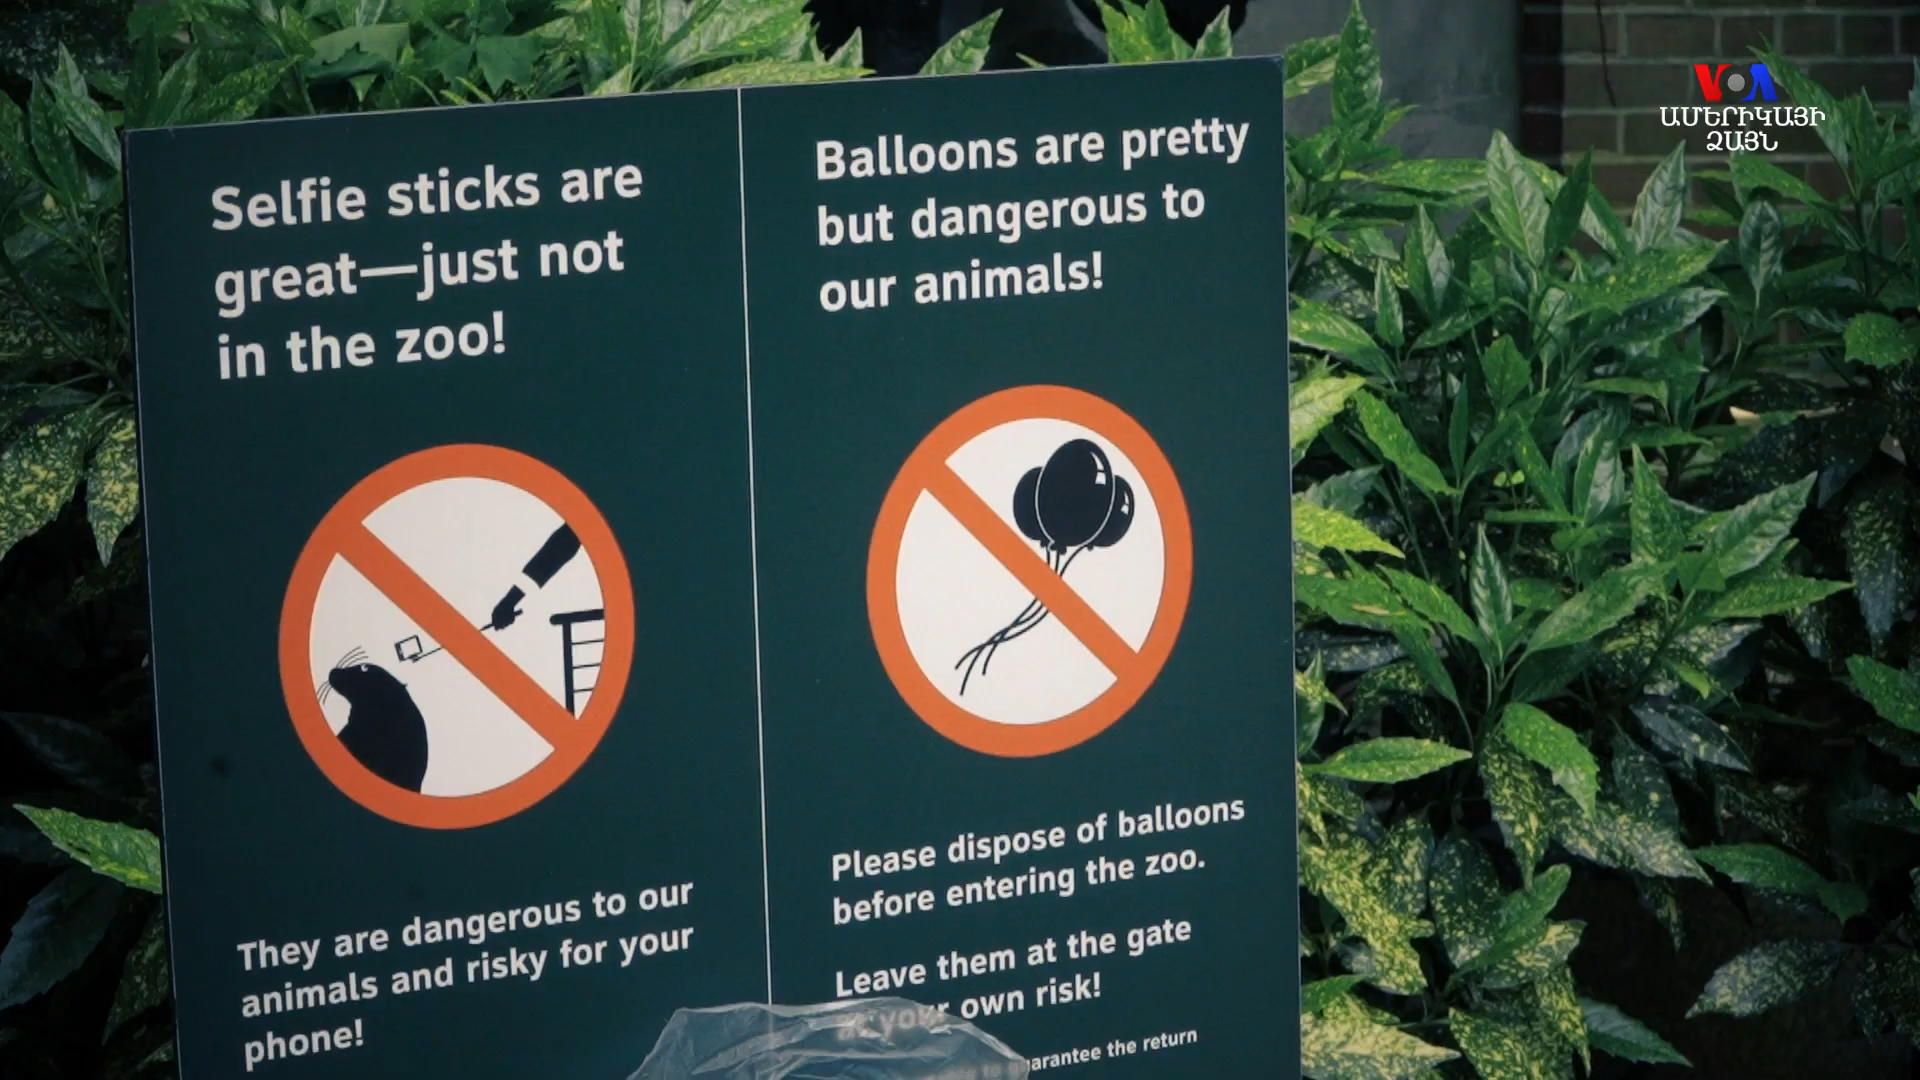 Selfie sticks are
great—just not
in the zoo!
They are dangerous to our
animals and risky for your
phone!
Balloons are pretty
but dangerous to
our animals!
Please dispose of balloons
before entering the zoo.
Leave them at the gate
at your own risk!
guarantee the return
VOA
ԱՄԵՐԻԿԱՅԻ
ՁԱՅՆ